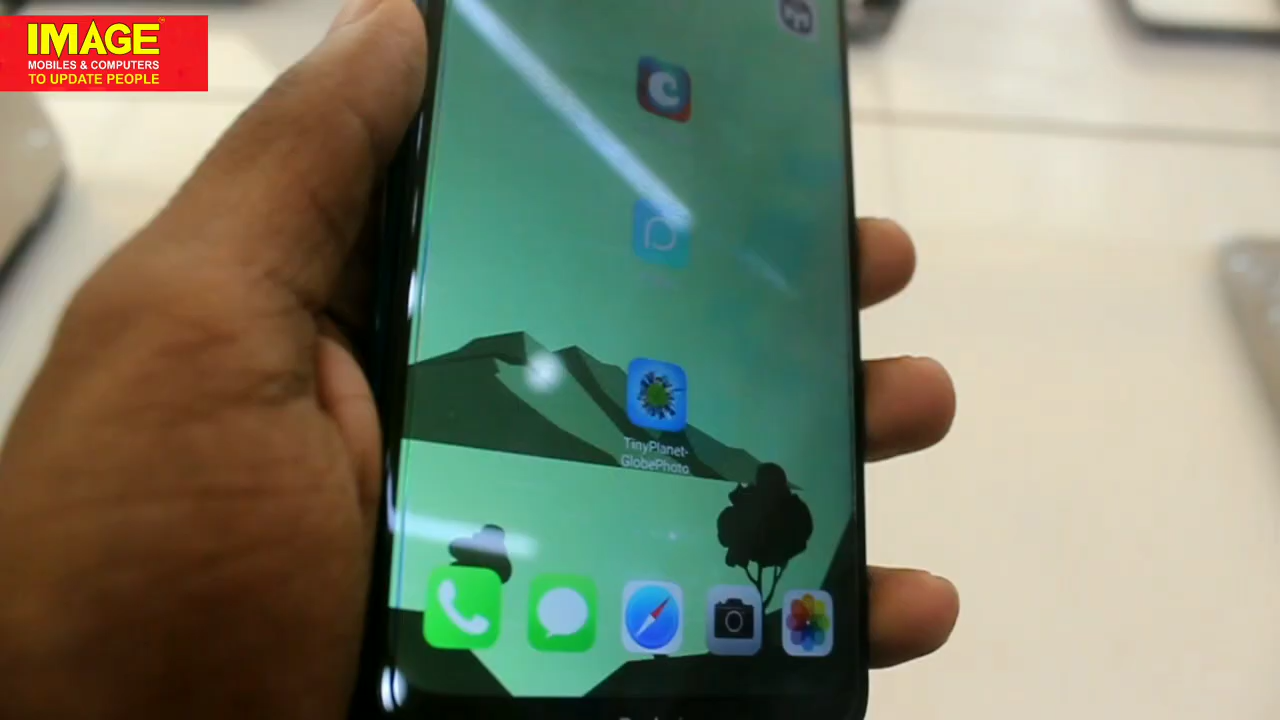 IMAGE
MOBILES & COMPUTERS
TO UPDATE PEOPLE
TinyPlanet-
GlobePhoto